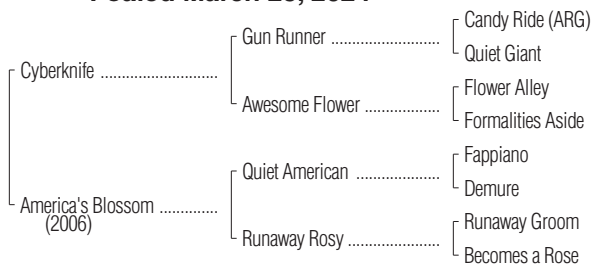 Candy Ride (ARG)
Gun Runner ..........................
Quiet Giant
Cyberknife ............................
Flower Alley
Awesome Flower ..................
Formalities Aside
Fappiano
Quiet American ....................
Demure
America's Blossom ..............
(2006)
Runaway Groom
Runaway Rosy .....................
Becomes a Rose